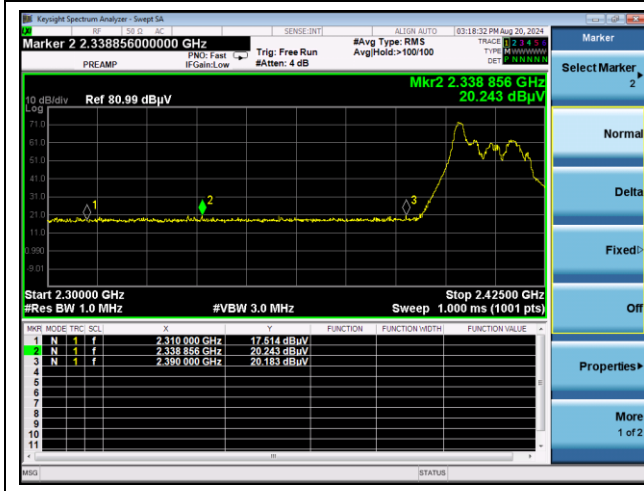 Keysight Spectrum Analyzer - Swept SA
RF 50 Ω AC SENSE:INT ALIGN AUTO 03:18:32 PM Aug 20, 2024
Marker 2 2.338856000000 GHz
PREAMP
PNO: Fast
IFGain:Low
Trig: Free Run
#Atten: 4 dB
#Avg Type: RMS
Avg|Hold:>100/100
TRACE 1 2 3 4 5 6
TYPE M WWWWW
DET P N N N N N
Mkr2 2.338 856 GHz
20.243 dBµV
10 dB/div Ref 80.99 dBµV
Log
71.0
61.0
51.0
41.0
31.0
21.0
11.0
0.990
-9.01
1
2
3
Start 2.30000 GHz Stop 2.42500 GHz
#Res BW 1.0 MHz #VBW 3.0 MHz Sweep 1.000 ms (1001 pts)
MKR MODE TRC SCL X Y FUNCTION FUNCTION WIDTH FUNCTION VALUE
1 N 1 f 2.310 000 GHz 17.514 dBµV
2 N 1 f 2.338 856 GHz 20.243 dBµV
3 N 1 f 2.390 000 GHz 20.183 dBµV
4
5
6
7
8
9
10
11
MSG STATUS
Marker
Select Marker
2
Normal
Delta
Fixed
Off
Properties
More
1 of 2